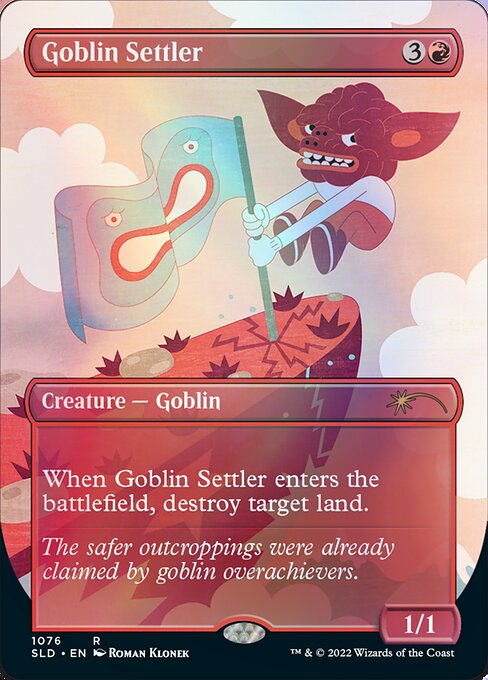 Goblin Settler 3
Creature — Goblin
When Goblin Settler enters the
battlefield, destroy target land.
The safer outcroppings were already
claimed by goblin overachievers.
1/1
1076 R
SLD • EN Roman Klonek
™ & © 2022 Wizards of the Coast